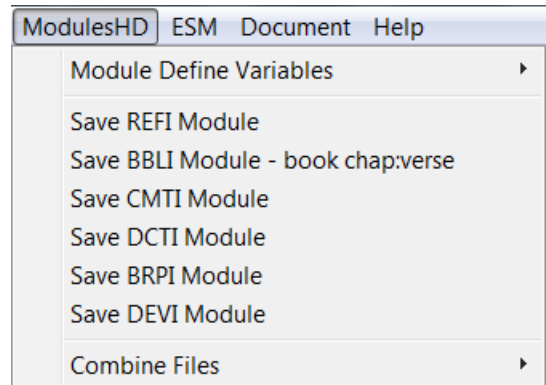 ModulesHD ESM Document Help
Module Define Variables
Save REFI Module
Save BBLI Module - book chap:verse
Save CMTI Module
Save DCTI Module
Save BRPI Module
Save DEVI Module
Combine Files